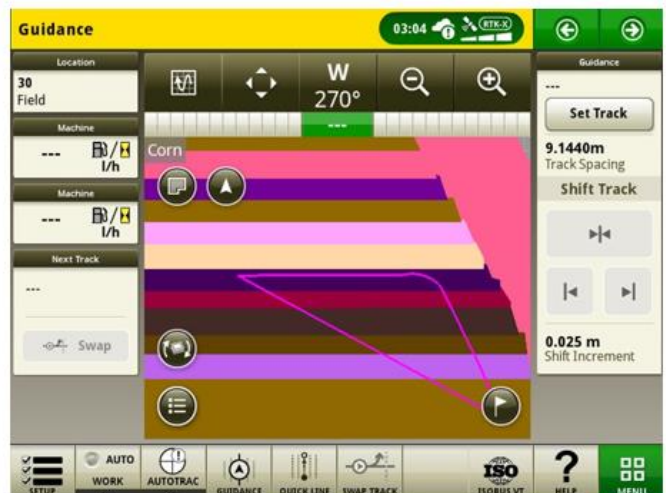 Guidance
03:04
RTK-X
Location
30
Field
Machine
---
l/h
Machine
---
l/h
Next Track
---
Swap
W
270°
---
Corn
Guidance
---
Set Track
9.1440m
Track Spacing
Shift Track
0.025 m
Shift Increment
SETUP
AUTO
WORK
AUTOTRAC
GUIDANCE
QUICK LINE
SWAP TRACK
ISO
ISOBUS VT
?
HELP
MENU